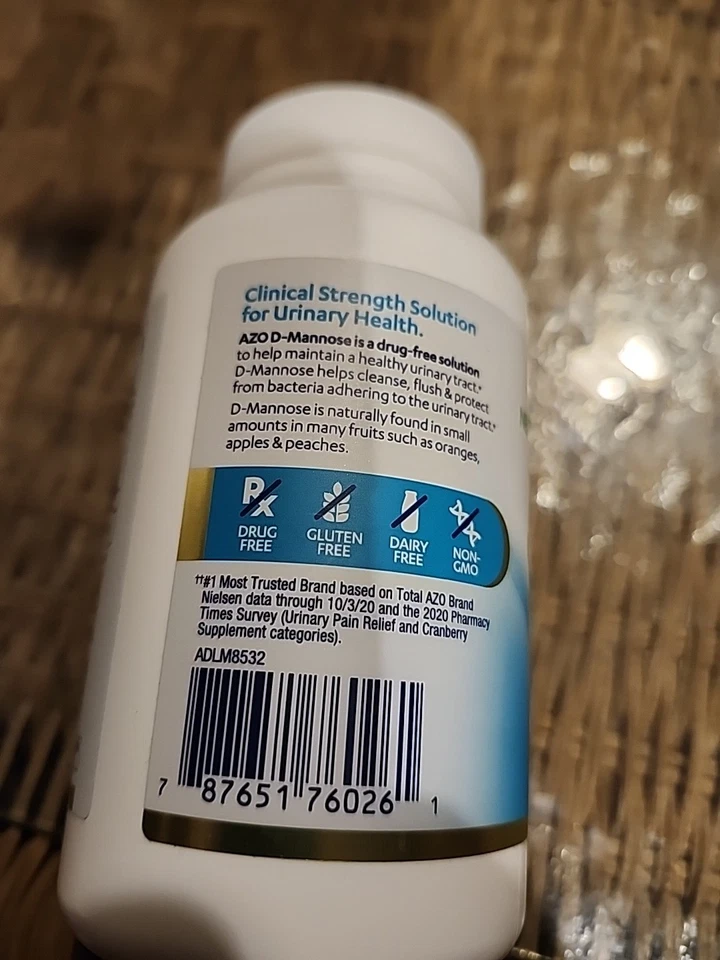 Clinical Strength Solution
for Urinary Health.
AZO D-Mannose is a drug-free solution
to help maintain a healthy urinary tract.*
D-Mannose helps cleanse, flush & protect
from bacteria adhering to the urinary tract.*
D-Mannose is naturally found in small
amounts in many fruits such as oranges,
apples & peaches.
Rx
DRUG
FREE
GLUTEN
FREE
DAIRY
FREE
NON-
GMO
††#1 Most Trusted Brand based on Total AZO Brand
Nielsen data through 10/3/20 and the 2020 Pharmacy
Times Survey (Urinary Pain Relief and Cranberry
Supplement categories).
ADLM8532
7 87651 76026 1